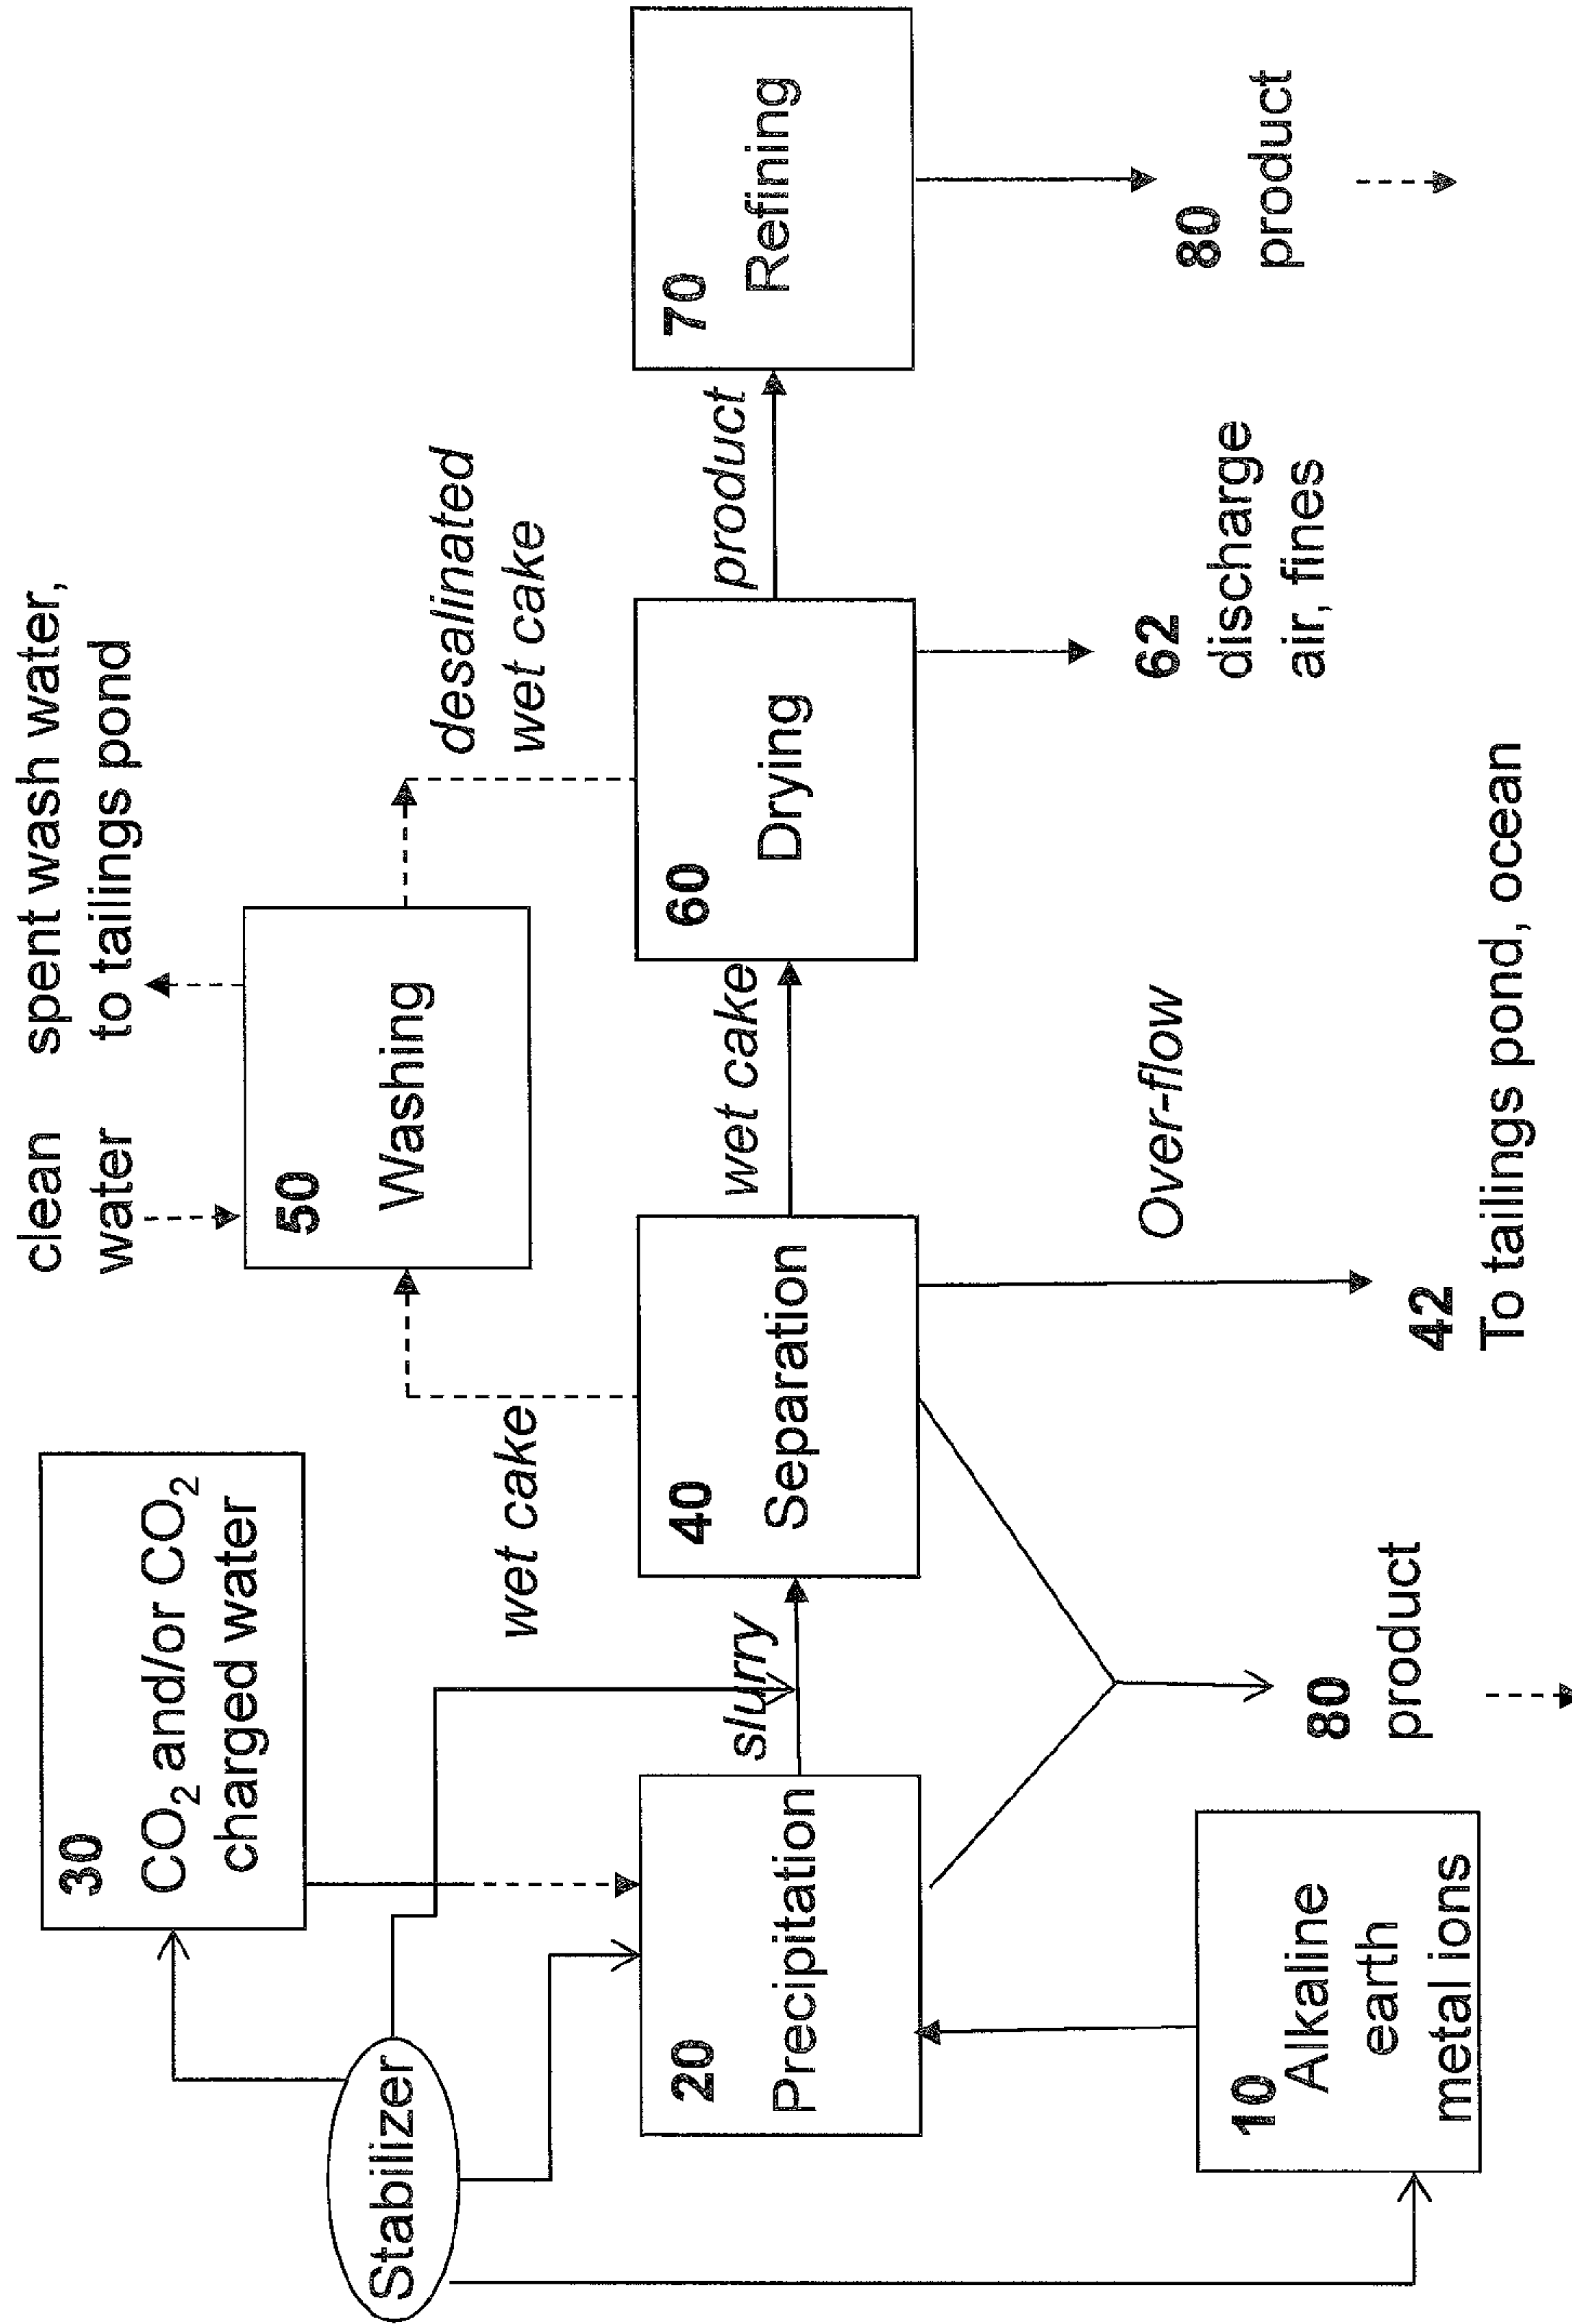 Stabilizer
30
CO₂ and/or CO₂
charged water
clean
water
spent wash water,
to tailings pond
50
Washing
wet cake
desalinated
wet cake
20
Precipitation
slurry
40
Separation
wet cake
60
Drying
product
70
Refining
10
Alkaline
earth
metal ions
80
product
Over-flow
42
To tailings pond, ocean
62
discharge
air, fines
80
product